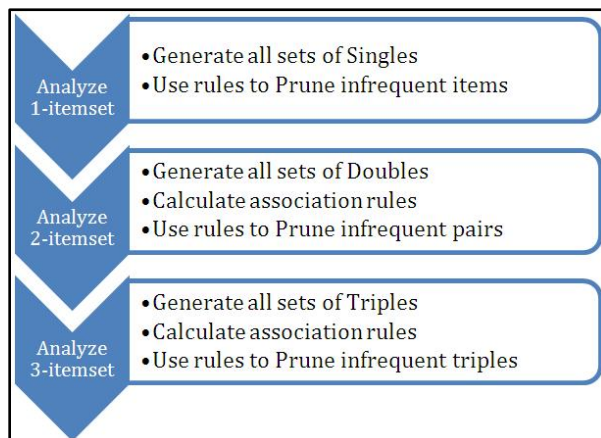 Analyze
1-itemset
•Generate all sets of Singles
•Use rules to Prune infrequent items
Analyze
2-itemset
•Generate all sets of Doubles
•Calculate association rules
•Use rules to Prune infrequent pairs
Analyze
3-itemset
•Generate all sets of Triples
•Calculate association rules
•Use rules to Prune infrequent triples